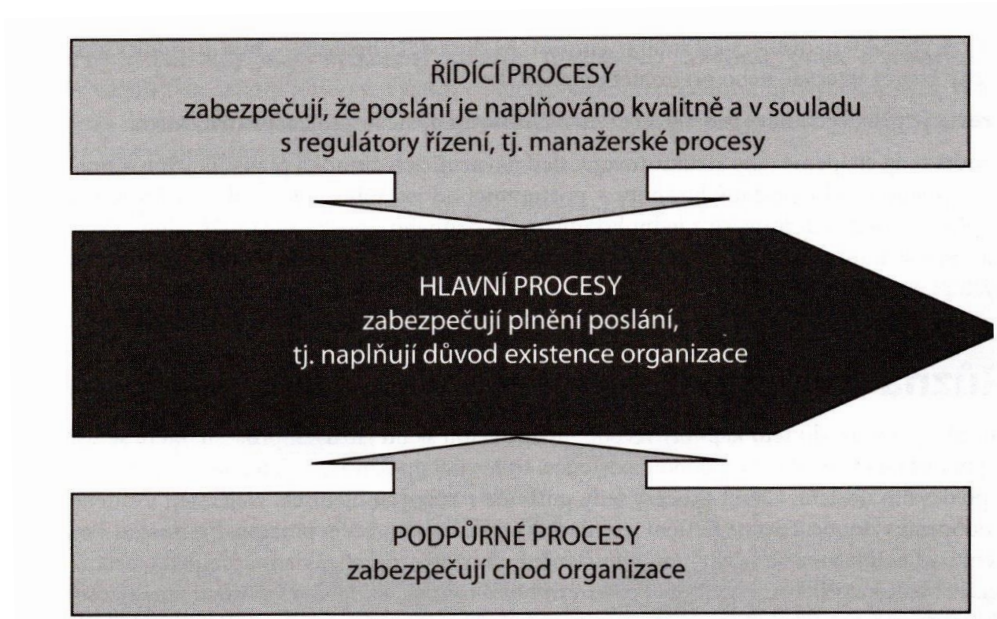 ŘÍDÍCÍ PROCESY
zabezpečují, že poslání je naplňováno kvalitně a v souladu
s regulátory řízení, tj. manažerské procesy
HLAVNÍ PROCESY
zabezpečují plnění poslání,
tj. naplňují důvod existence organizace
PODPŮRNÉ PROCESY
zabezpečují chod organizace